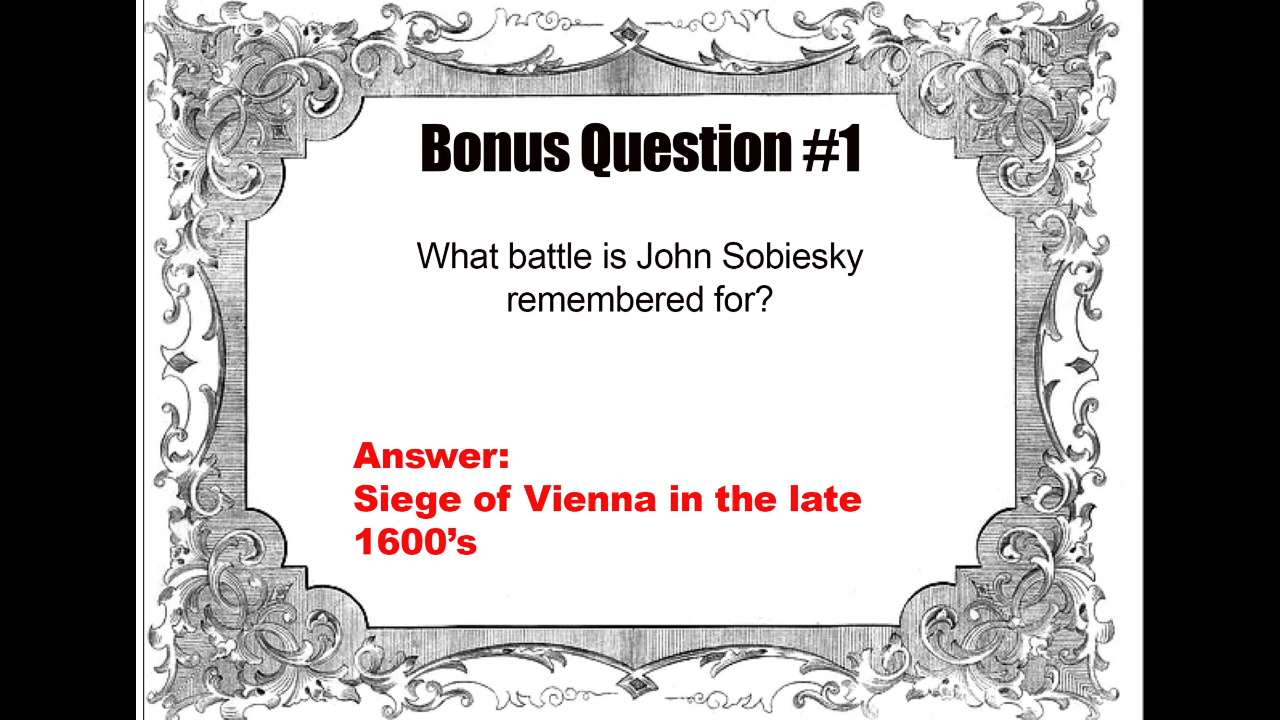 Bonus Question #1
What battle is John Sobiesky
remembered for?
Answer:
Siege of Vienna in the late
1600’s